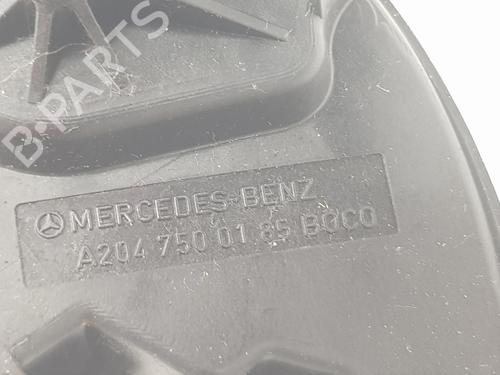 B-PARTS
MERCEDES-BENZ
A204 750 01 85 BOCO